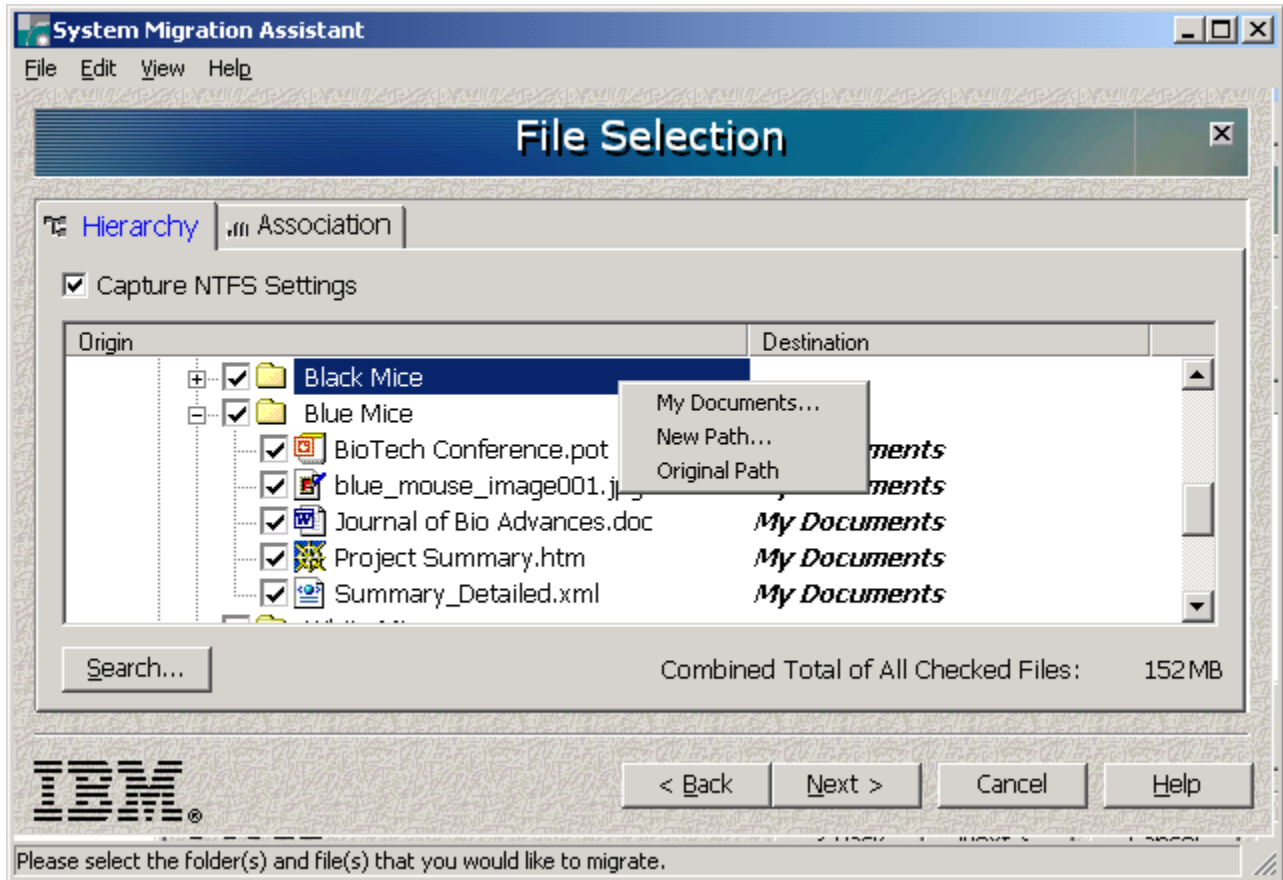 System Migration Assistant
File Edit View Help
File Selection
Hierarchy Association
Capture NTFS Settings
Origin Destination
Black Mice
My Documents...
Blue Mice
New Path...
BioTech Conference.pot
Original Path
blue_mouse_image001
Journal of Bio Advances.doc My Documents
Project Summary.htm My Documents
Summary_Detailed.xml My Documents
Search... Combined Total of All Checked Files: 152MB
IBM®
< Back Next > Cancel Help
Please select the folder(s) and file(s) that you would like to migrate.